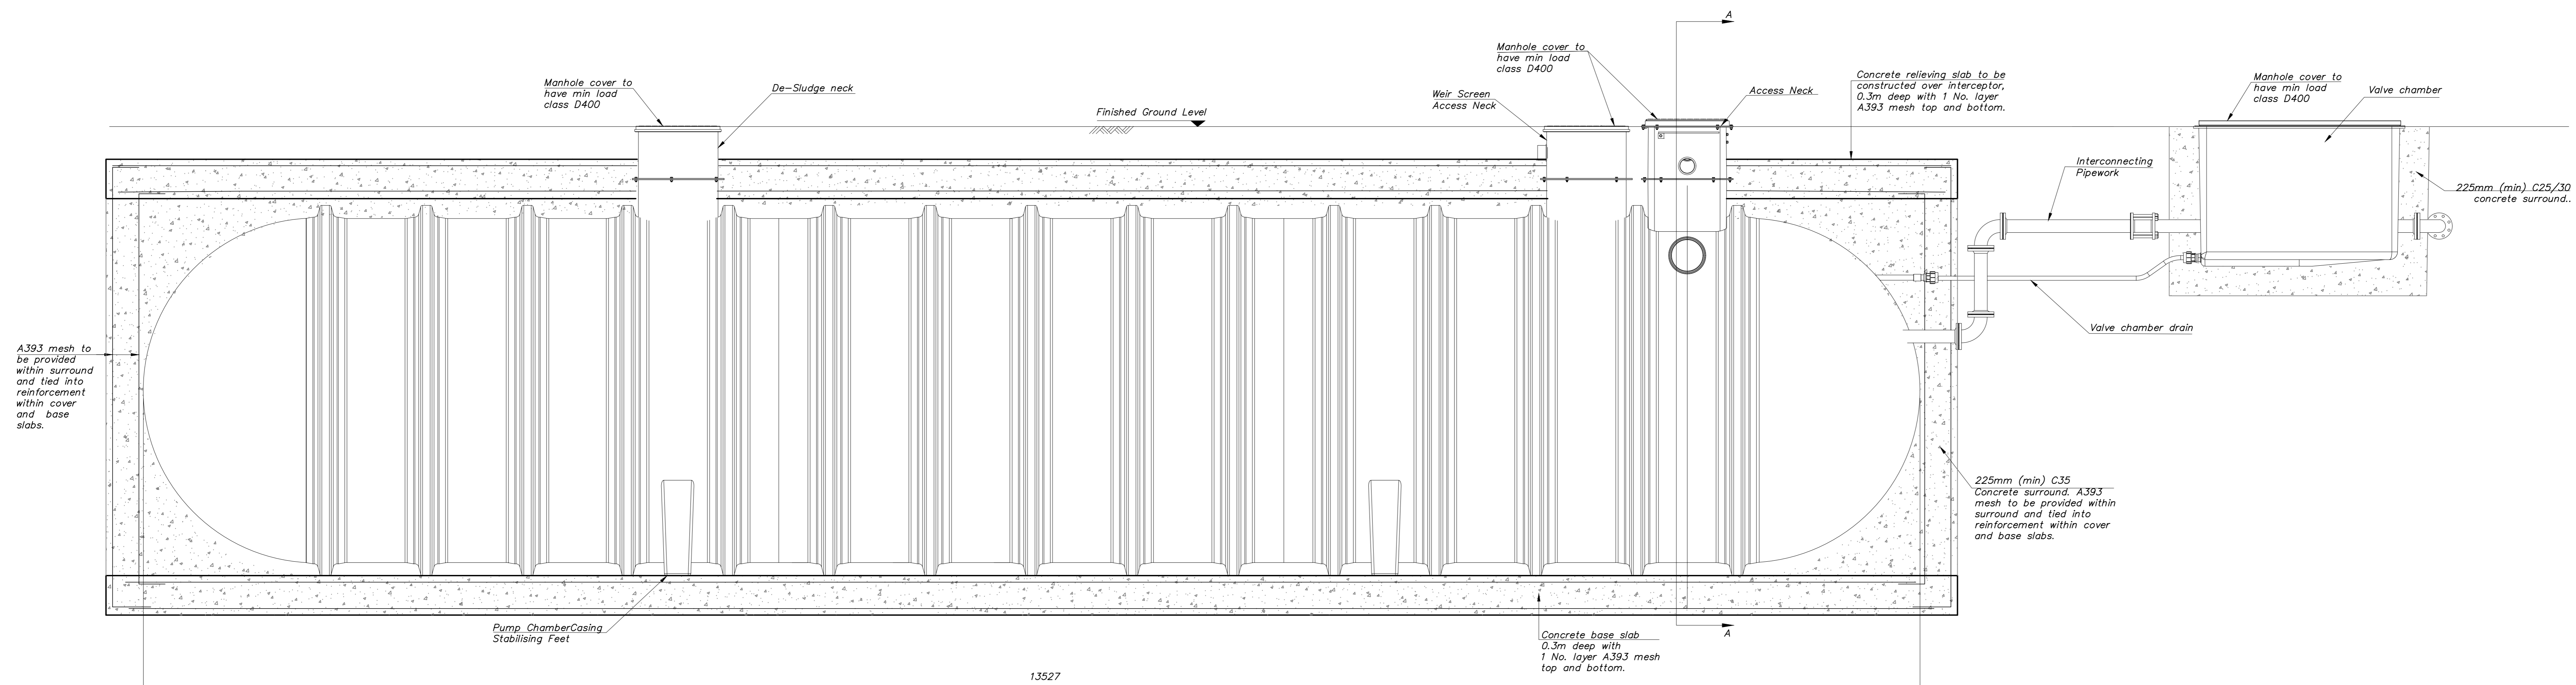 A
Manhole cover to
have min load
class D400
De-Sludge neck
Finished Ground Level
Weir Screen
Access Neck
Manhole cover to
have min load
class D400
Access Neck
Concrete relieving slab to be
constructed over interceptor,
0.3m deep with 1 No. layer
A393 mesh top and bottom.
Manhole cover to
have min load
class D400
Valve chamber
Interconnecting
Pipework
225mm (min) C25/30
concrete surround..
Valve chamber drain
A393 mesh to
be provided
within surround
and tied into
reinforcement
within cover
and base
slabs.
225mm (min) C35
Concrete surround. A393
mesh to be provided within
surround and tied into
reinforcement within cover
and base slabs.
Pump ChamberCasing
Stabilising Feet
Concrete base slab
0.3m deep with
1 No. layer A393 mesh
top and bottom.
A
13527